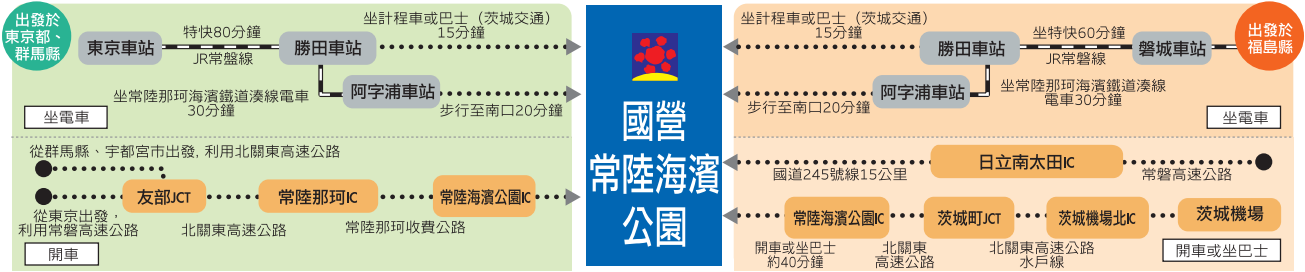 出發於
東京都、
群馬縣
東京車站
特快80分鐘
JR常盤線
勝田車站
坐計程車或巴士（茨城交通）
15分鐘
阿字浦車站
坐常陸那珂海濱鐵道湊線電車
30分鐘
步行至南口20分鐘
坐電車
從群馬縣、宇都宮市出發, 利用北關東高速公路
友部JCT
常陸那珂IC
常陸海濱公園IC
從東京出發，
利用常磐高速公路
北關東高速公路
常陸那珂收費公路
開車
國營
常陸海濱
公園
出發於
福島縣
坐計程車或巴士（茨城交通）
15分鐘
勝田車站
坐特快60分鐘
JR常磐線
磐城車站
阿字浦車站
步行至南口20分鐘
坐常陸那珂海濱鐵道湊線
電車30分鐘
坐電車
日立南太田IC
國道245號線15公里
常磐高速公路
常陸海濱公園IC
茨城町JCT
茨城機場北IC
茨城機場
開車或坐巴士
約40分鐘
北關東
高速公路
北關東高速公路
水戶線
開車或坐巴士